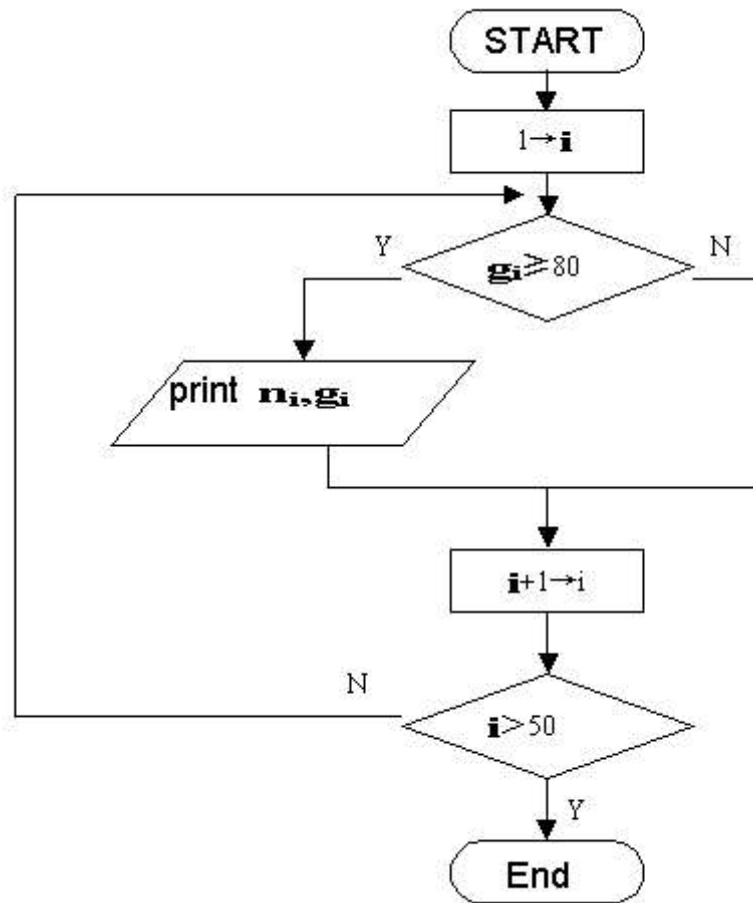 START
1→i
Y
N
gᵢ≥80
print nᵢ,gᵢ
i+1→i
N
i>50
Y
End